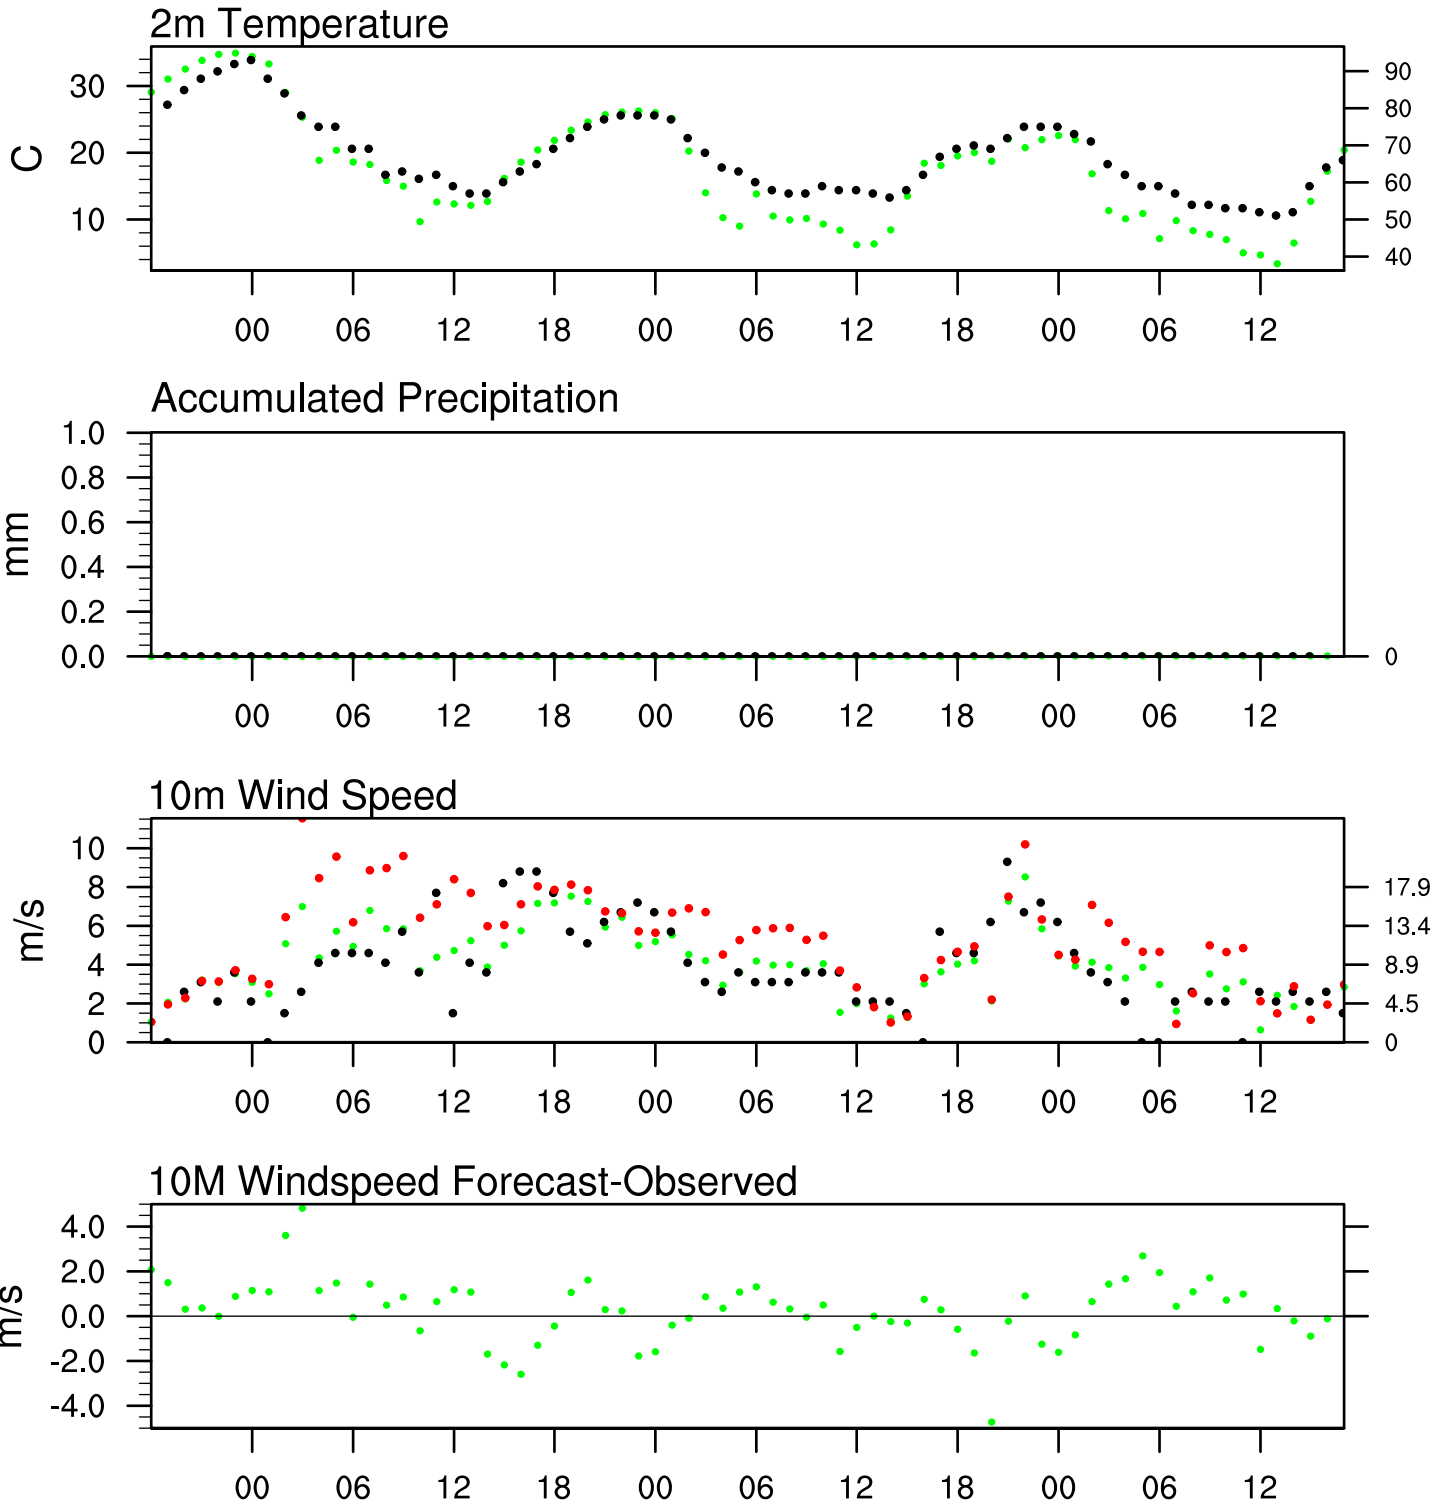 2m Temperature
30
20
10
C
90
80
70
60
50
40
00 06 12 18 00 06 12 18 00 06 12
Accumulated Precipitation
1.0
0.8
0.6
0.4
0.2
0.0
mm
0
00 06 12 18 00 06 12 18 00 06 12
10m Wind Speed
10
8
6
4
2
0
m/s
17.9
13.4
8.9
4.5
0
00 06 12 18 00 06 12 18 00 06 12
10M Windspeed Forecast-Observed
4.0
2.0
0.0
-2.0
-4.0
m/s
00 06 12 18 00 06 12 18 00 06 12